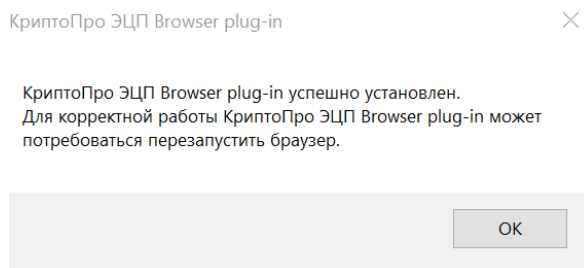 КриптоПро ЭЦП Browser plug-in
КриптоПро ЭЦП Browser plug-in успешно установлен.
Для корректной работы КриптоПро ЭЦП Browser plug-in может
потребоваться перезапустить браузер.
ОК